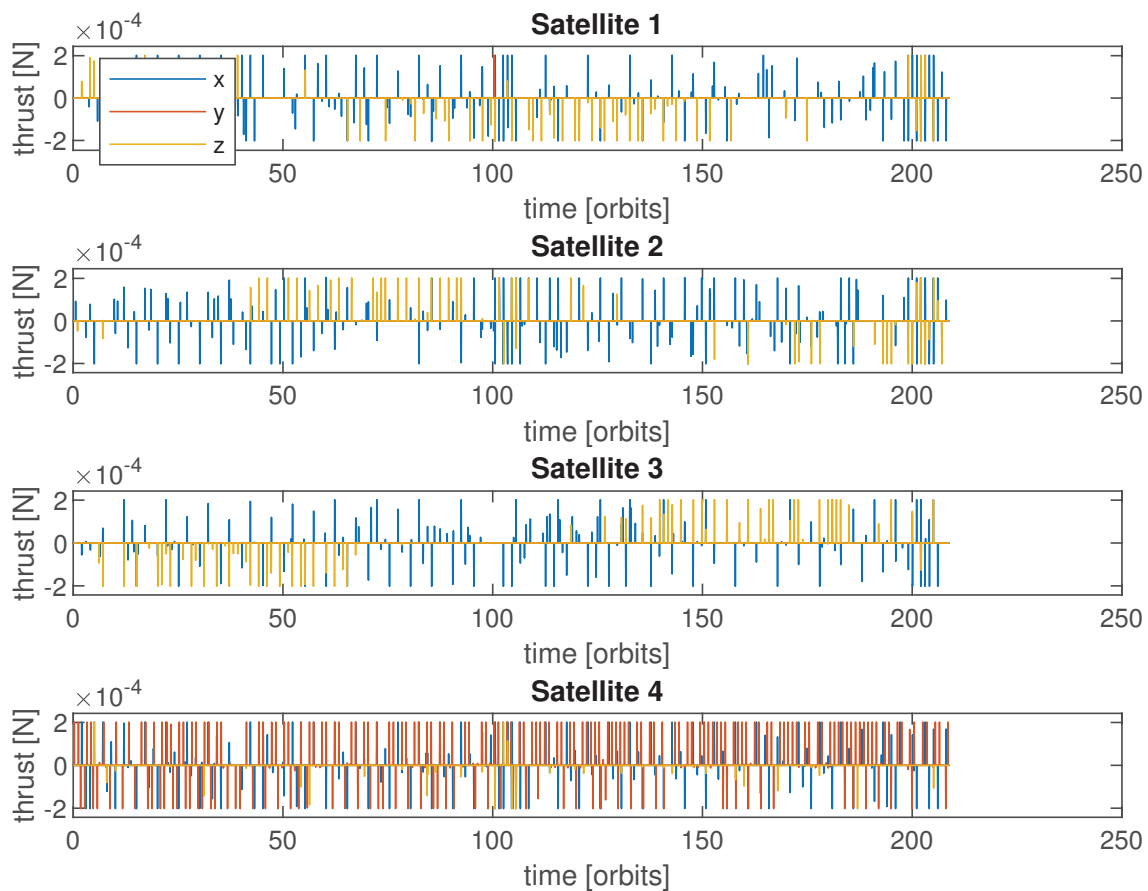 ×10-4
Satellite 1
thrust [N]
2
0
-2
x
y
z
0 50 100 150 200 250
time [orbits]
×10-4
Satellite 2
thrust [N]
2
0
-2
0 50 100 150 200 250
time [orbits]
×10-4
Satellite 3
thrust [N]
2
0
-2
0 50 100 150 200 250
time [orbits]
×10-4
Satellite 4
thrust [N]
2
0
-2
0 50 100 150 200 250
time [orbits]